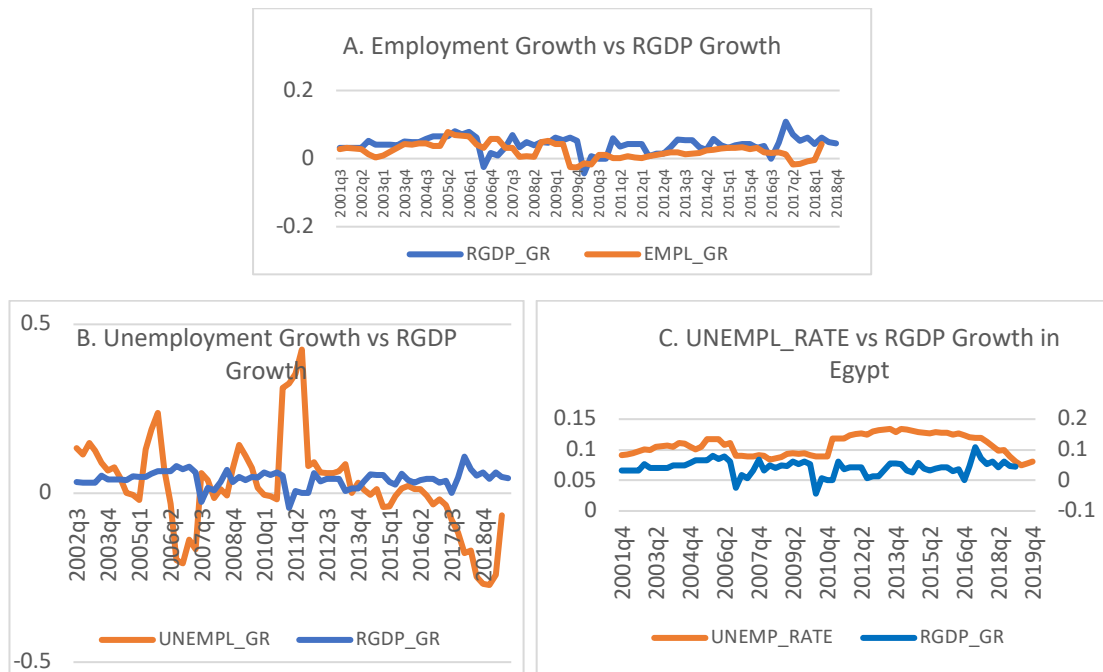 A. Employment Growth vs RGDP Growth
0.2
0
-0.2
2001q3
2002q2
2003q1
2003q4
2004q3
2005q2
2006q1
2006q4
2007q3
2008q2
2009q1
2009q4
2010q3
2011q2
2012q1
2012q4
2013q3
2014q2
2015q1
2015q4
2016q3
2017q2
2018q1
2018q4
RGDP_GR
EMPL_GR
B. Unemployment Growth vs RGDP
Growth
0.5
0
-0.5
2002q3
2003q4
2005q1
2006q2
2007q3
2008q4
2010q1
2011q2
2012q3
2013q4
2015q1
2016q2
2017q3
2018q4
UNEMPL_GR
RGDP_GR
C. UNEMPL_RATE vs RGDP Growth in
Egypt
0.15
0.1
0.05
0
0.2
0.1
0
-0.1
2001q4
2003q2
2004q4
2006q2
2007q4
2009q2
2010q4
2012q2
2013q4
2015q2
2016q4
2018q2
2019q4
UNEMP_RATE
RGDP_GR